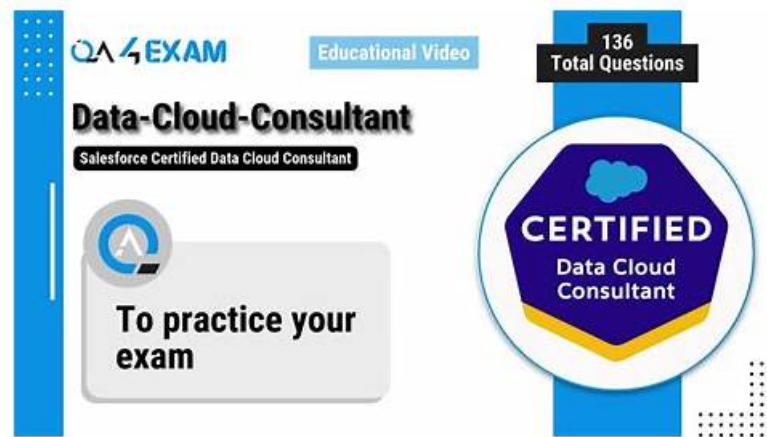 QA4EXAM
Educational Video
136
Total Questions
Data-Cloud-Consultant
Salesforce Certified Data Cloud Consultant
CERTIFIED
Data Cloud
Consultant
To practice your
exam